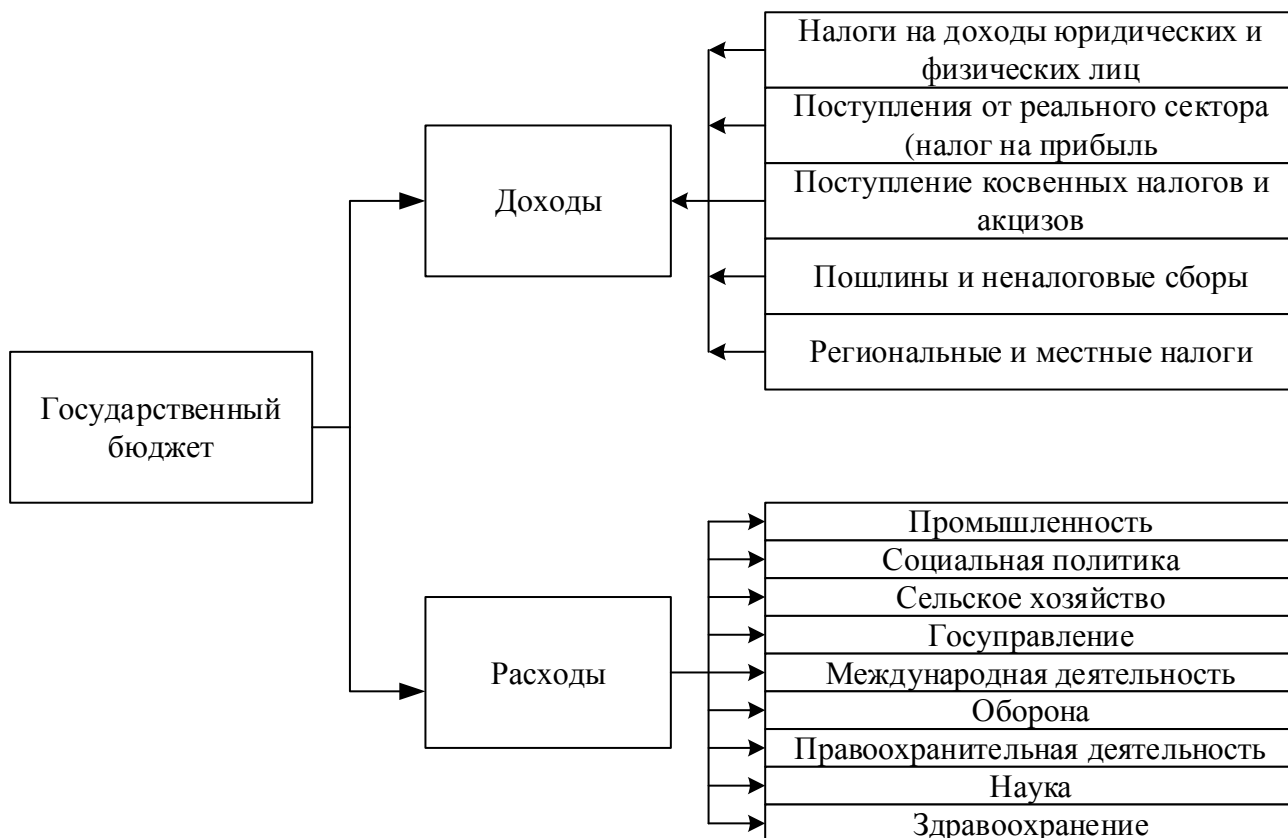 Налоги на доходы юридических и
физических лиц
Поступления от реального сектора
(налог на прибыль
Поступление косвенных налогов и
акцизов
Пошлины и неналоговые сборы
Региональные и местные налоги
Доходы
Государственный
бюджет
Расходы
Промышленность
Социальная политика
Сельское хозяйство
Госуправление
Международная деятельность
Оборона
Правоохранительная деятельность
Наука
Здравоохранение